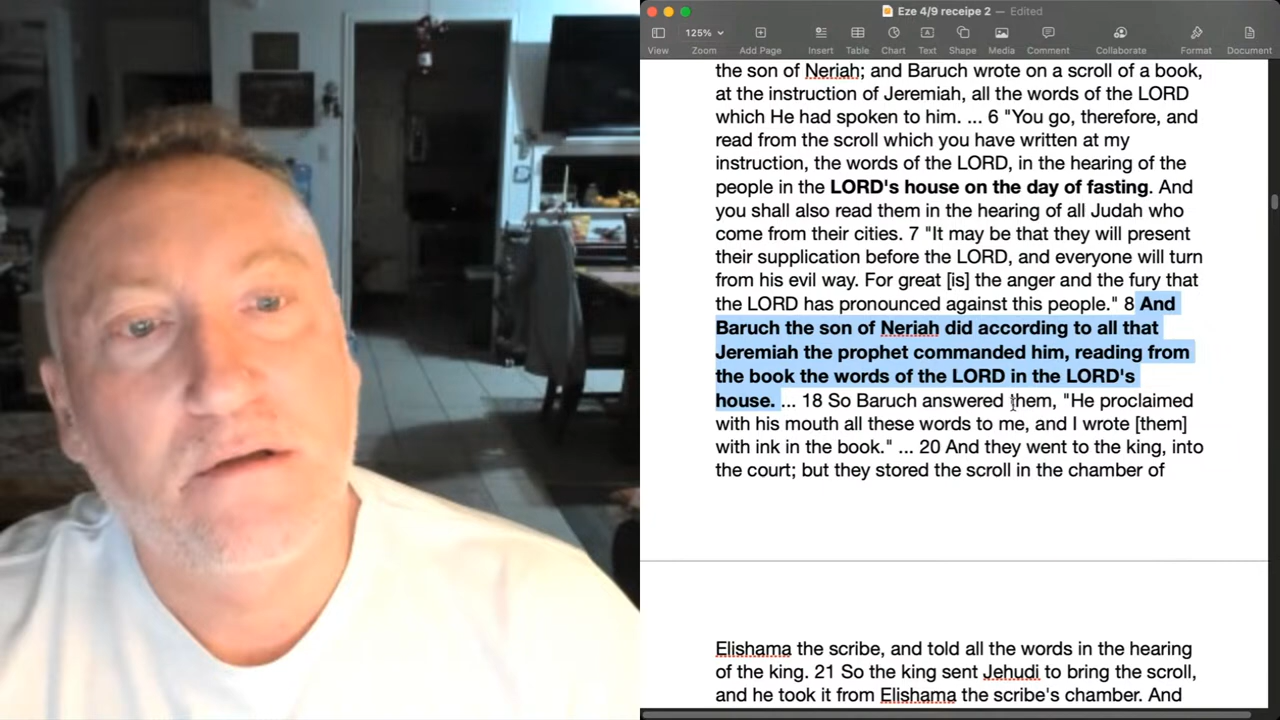 Eze 4/9 receipe 2 — Edited
125%
View Zoom Add Page Insert Table Chart Text Shape Media Comment Collaborate Format Document
the son of Neriah; and Baruch wrote on a scroll of a book,
at the instruction of Jeremiah, all the words of the LORD
which He had spoken to him. ... 6 "You go, therefore, and
read from the scroll which you have written at my
instruction, the words of the LORD, in the hearing of the
people in the LORD's house on the day of fasting. And
you shall also read them in the hearing of all Judah who
come from their cities. 7 "It may be that they will present
their supplication before the LORD, and everyone will turn
from his evil way. For great [is] the anger and the fury that
the LORD has pronounced against this people." 8 And
Baruch the son of Neriah did according to all that
Jeremiah the prophet commanded him, reading from
the book the words of the LORD in the LORD's
house. ... 18 So Baruch answered them, "He proclaimed
with his mouth all these words to me, and I wrote [them]
with ink in the book." ... 20 And they went to the king, into
the court; but they stored the scroll in the chamber of
Elishama the scribe, and told all the words in the hearing
of the king. 21 So the king sent Jehudi to bring the scroll,
and he took it from Elishama the scribe's chamber. And